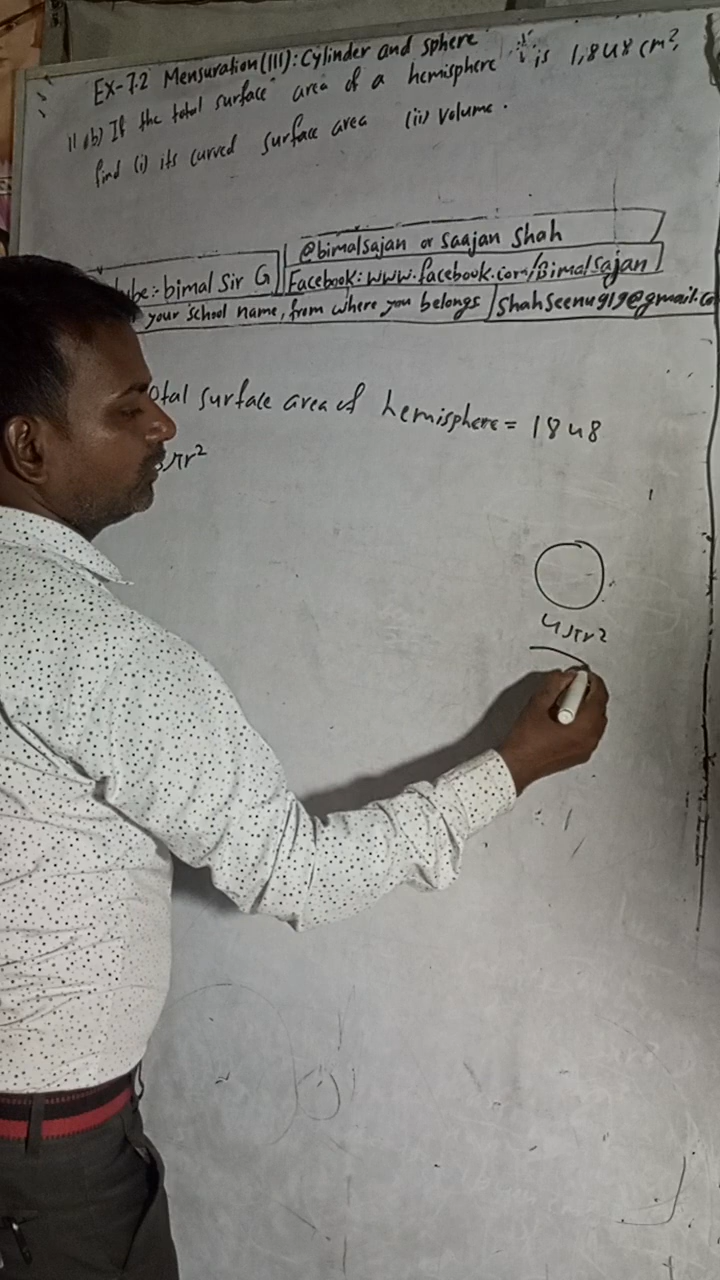 Ex-7.2 Mensuration (III): Cylinder and sphere
11 (b) If the total surface area of a hemisphere is 1,848 cm².
find (i) its curved surface area (ii) volume.
@bimalsajan or Saajan Shah
tube:- bimal Sir G
Facebook: www.facebook.com/Bimalsajan
your school name, from where you belongs / shahseenu919@gmail.co
otal surface area of hemisphere = 1848
3πr²
4πr²